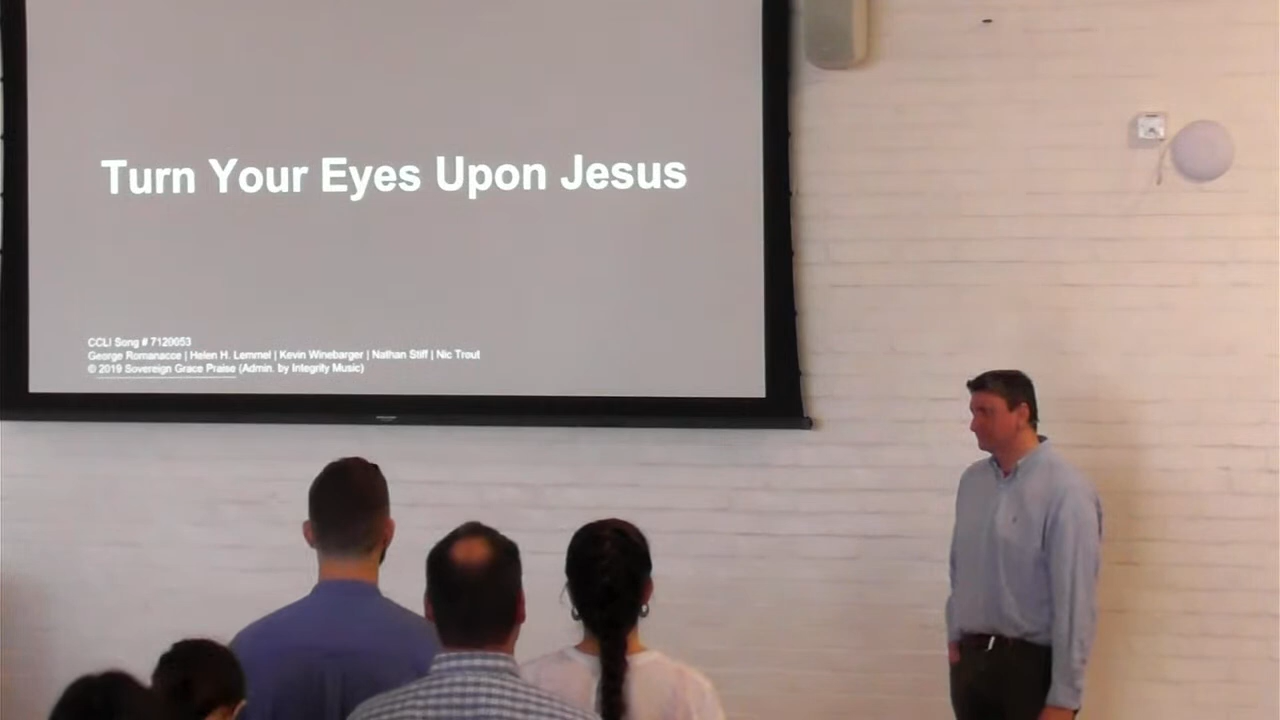 Turn Your Eyes Upon Jesus
CCLI Song # 7120053
George Romanacce | Helen H. Lemmel | Kevin Winebarger | Nathan Stiff | Nic Trout
© 2019 Sovereign Grace Praise (Admin. by Integrity Music)